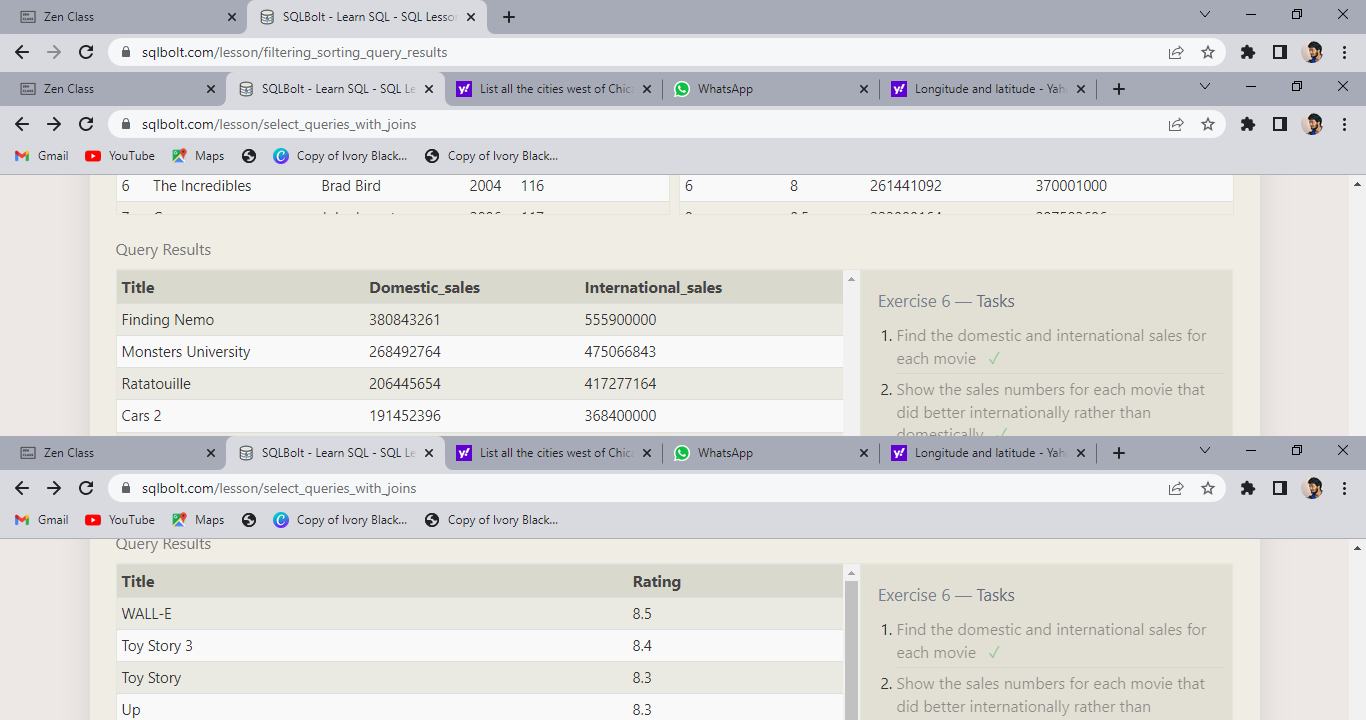 Zen Class
SQLBolt - Learn SQL - SQL Lesson
sqlbolt.com/lesson/filtering_sorting_query_results
Zen Class
SQLBolt - Learn SQL - SQL Le
List all the cities west of Chica
WhatsApp
Longitude and latitude - Yah
sqlbolt.com/lesson/select_queries_with_joins
Gmail YouTube Maps Copy of Ivory Black... Copy of Ivory Black...
6 The Incredibles Brad Bird 2004 116 6 8 261441092 370001000
Query Results
Title Domestic_sales International_sales
Finding Nemo 380843261 555900000
Monsters University 268492764 475066843
Ratatouille 206445654 417277164
Cars 2 191452396 368400000
Exercise 6 — Tasks
1. Find the domestic and international sales for
each movie ✓
2. Show the sales numbers for each movie that
did better internationally rather than
domestically ✓
Zen Class
SQLBolt - Learn SQL - SQL Le
List all the cities west of Chica
WhatsApp
Longitude and latitude - Yah
sqlbolt.com/lesson/select_queries_with_joins
Gmail YouTube Maps Copy of Ivory Black... Copy of Ivory Black...
Query Results
Title Rating
WALL-E 8.5
Toy Story 3 8.4
Toy Story 8.3
Up 8.3
Exercise 6 — Tasks
1. Find the domestic and international sales for
each movie ✓
2. Show the sales numbers for each movie that
did better internationally rather than